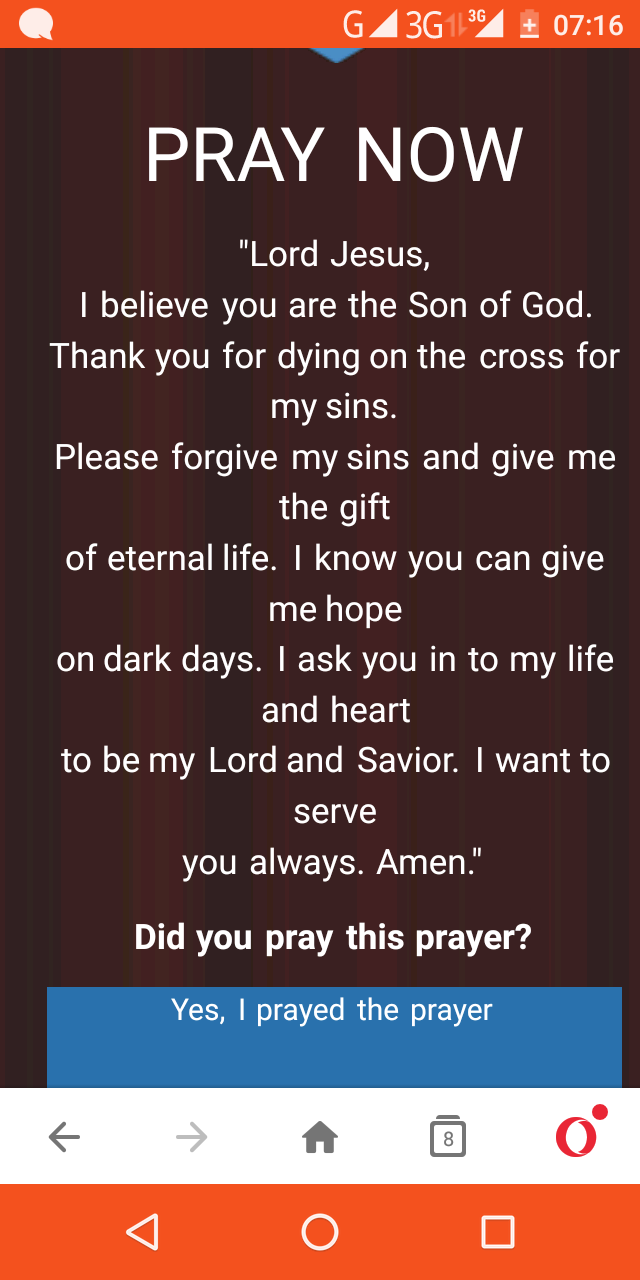 G 3G 3G 07:16
PRAY NOW
"Lord Jesus,
I believe you are the Son of God.
Thank you for dying on the cross for
my sins.
Please forgive my sins and give me
the gift
of eternal life. I know you can give
me hope
on dark days. I ask you in to my life
and heart
to be my Lord and Savior. I want to
serve
you always. Amen."
Did you pray this prayer?
Yes, I prayed the prayer
8